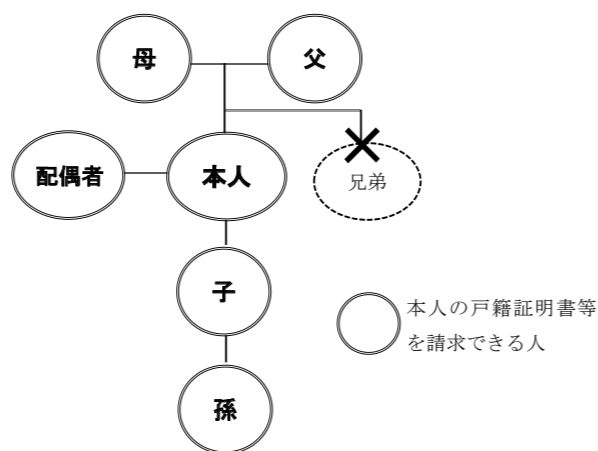 母
父
配偶者
本人
兄弟
子
孫
本人の戸籍証明書等
を請求できる人